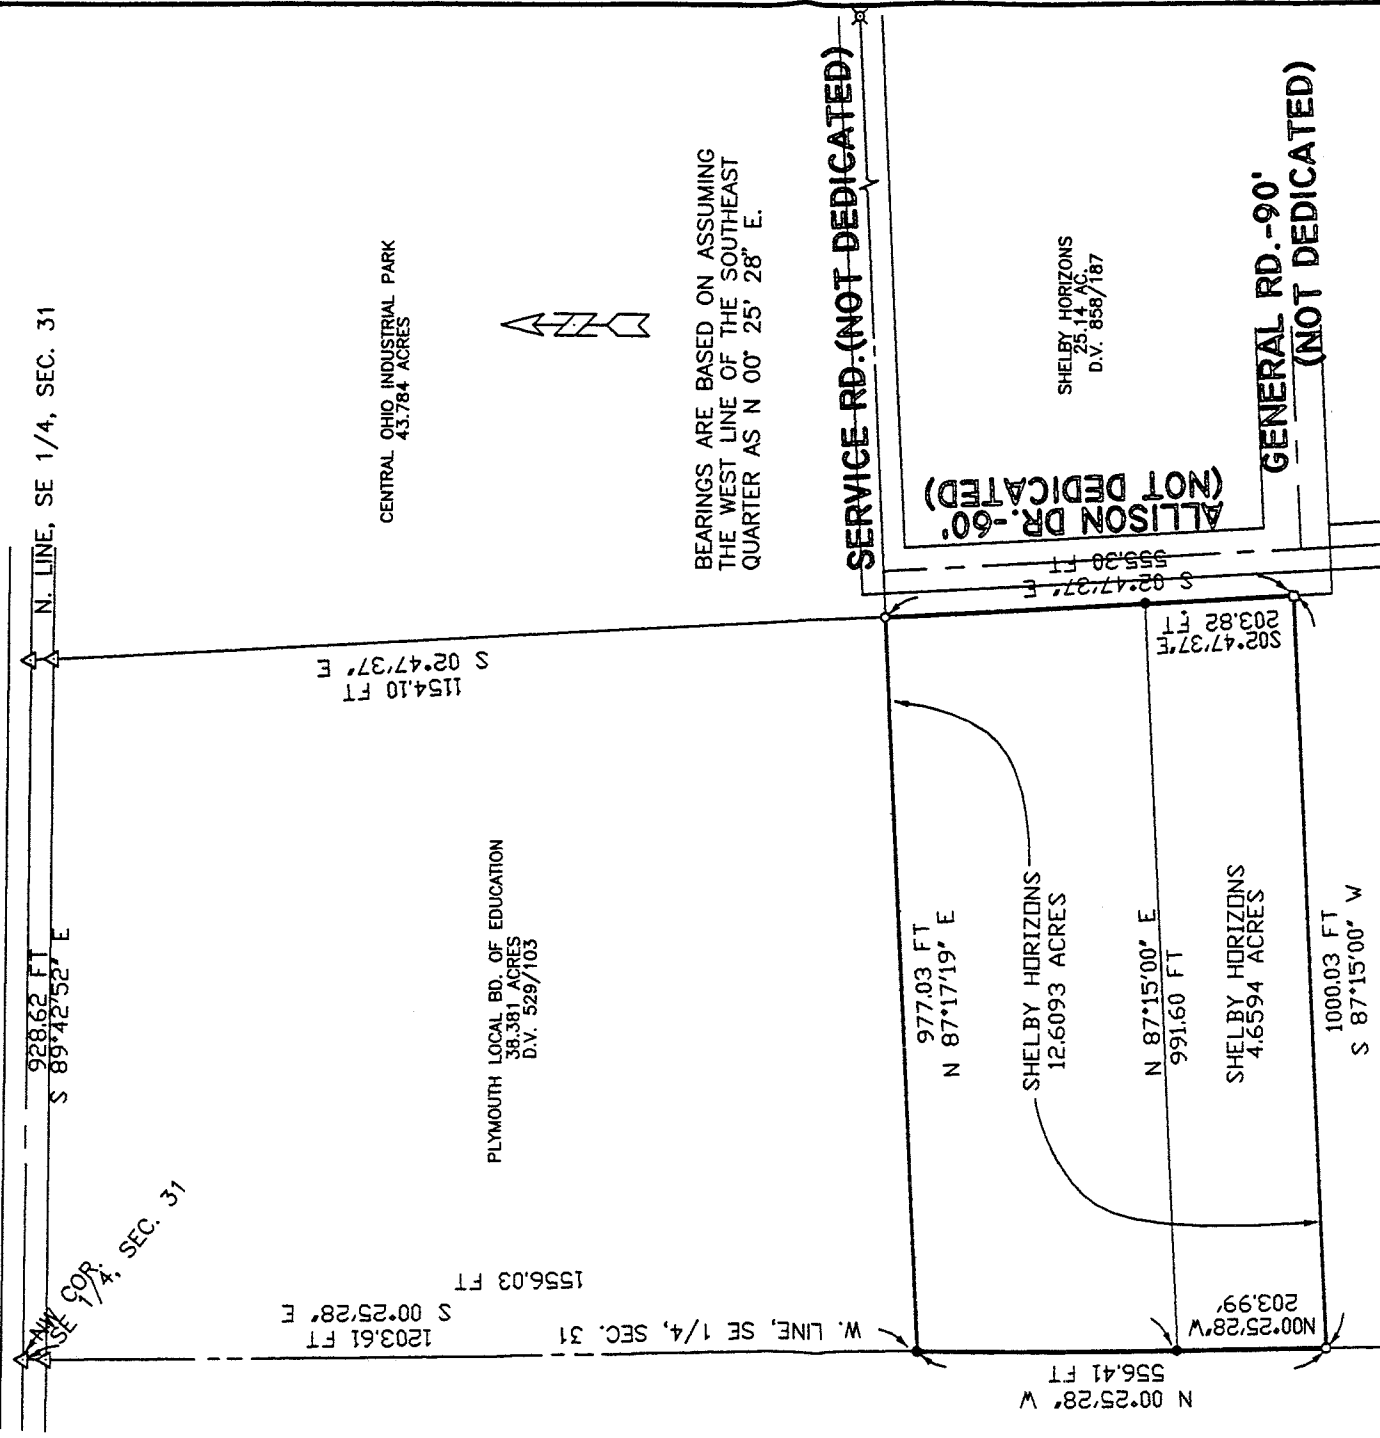 N. LINE, SE 1/4, SEC. 31
928.62 FT
S 89°42'52" E
NW COR.
SE 1/4, SEC. 31
CENTRAL OHIO INDUSTRIAL PARK
43.784 ACRES
BEARINGS ARE BASED ON ASSUMING
THE WEST LINE OF THE SOUTHEAST
QUARTER AS N 00° 25' 28" E.
S 02°47'37" E
1154.10 FT
PLYMOUTH LOCAL BD. OF EDUCATION
38.381 ACRES
D.V. 529/103
1556.03 FT
S 00°25'28" E
1203.61 FT
W. LINE, SE 1/4, SEC. 31
SERVICE RD.(NOT DEDICATED)
SHELBY HORIZONS
25.14 AC.
D.V. 858/187
ALLISON DR.-60'
(NOT DEDICATED)
GENERAL RD.-90'
(NOT DEDICATED)
S 02°47'37" E
555.30 FT
S02°47'37"E
203.82 FT
977.03 FT
N 87°17'19" E
SHELBY HORIZONS
12.6093 ACRES
N 87°15'00" E
991.60 FT
SHELBY HORIZONS
4.6594 ACRES
1000.03 FT
S 87°15'00" W
N00°25'28"W
203.99'
N 00°25'28" W
556.41 FT